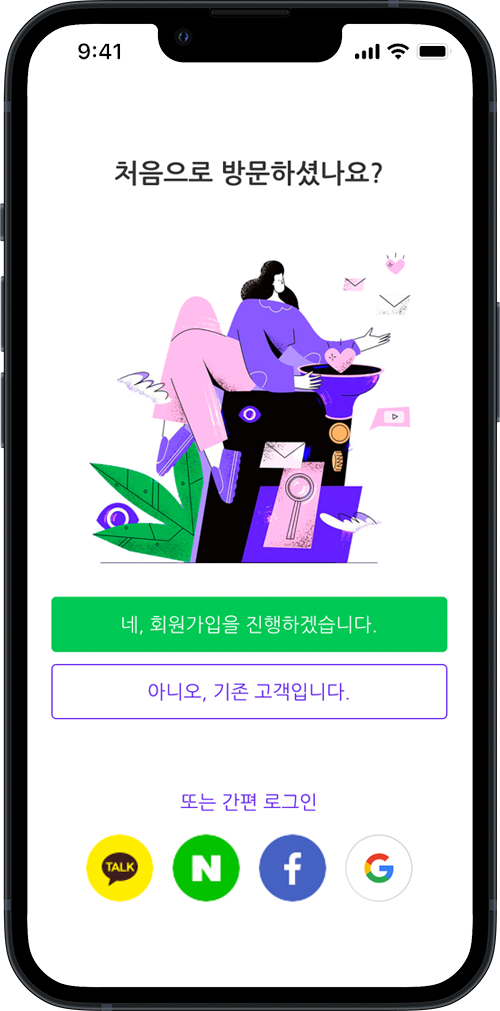 9:41
처음으로 방문하셨나요?
네, 회원가입을 진행하겠습니다.
아니오, 기존 고객입니다.
또는 간편 로그인
TALK
N
f
G